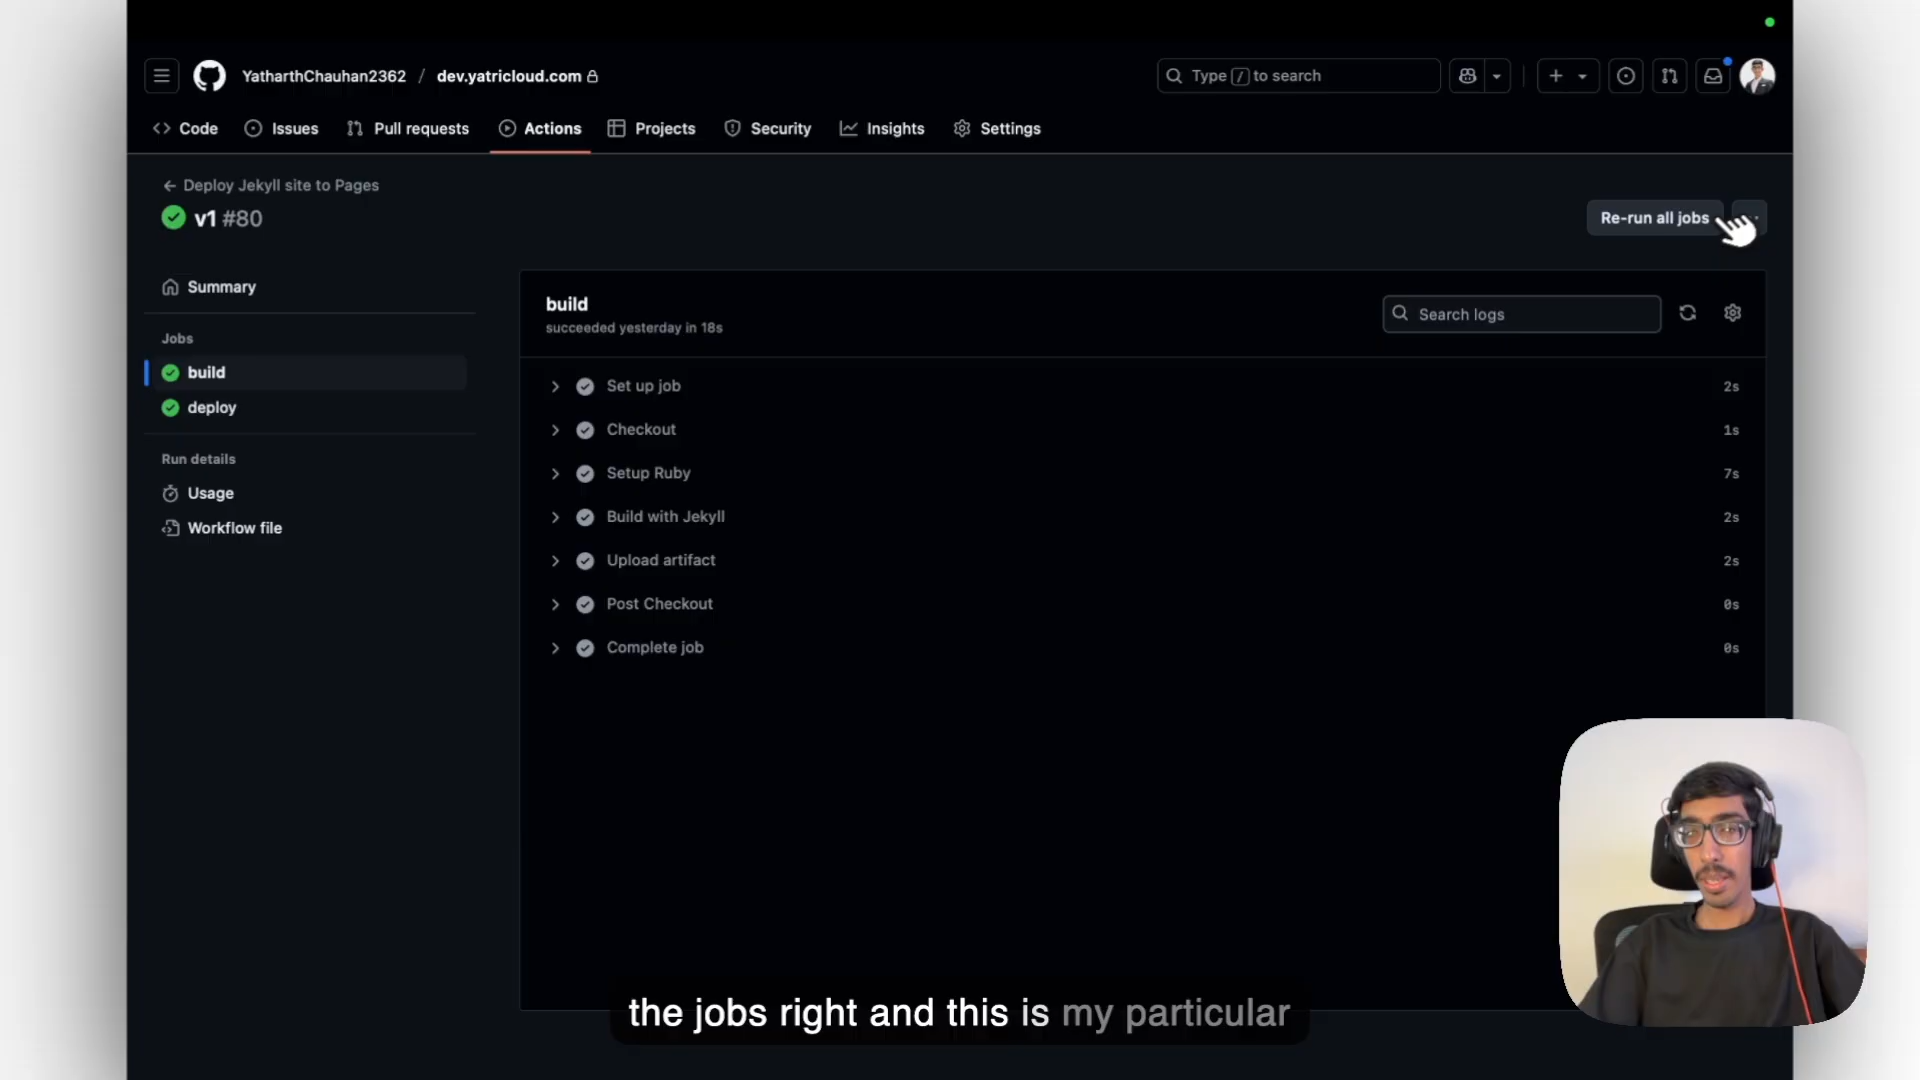 YatharthChauhan2362 / dev.yatricloud.com
Type / to search
Code Issues Pull requests Actions Projects Security Insights Settings
← Deploy Jekyll site to Pages
v1 #80
Re-run all jobs
Summary
Jobs
build
deploy
Run details
Usage
Workflow file
build
succeeded yesterday in 18s
Search logs
Set up job 2s
Checkout 1s
Setup Ruby 7s
Build with Jekyll 2s
Upload artifact 2s
Post Checkout 0s
Complete job 0s
the jobs right and this is my particular